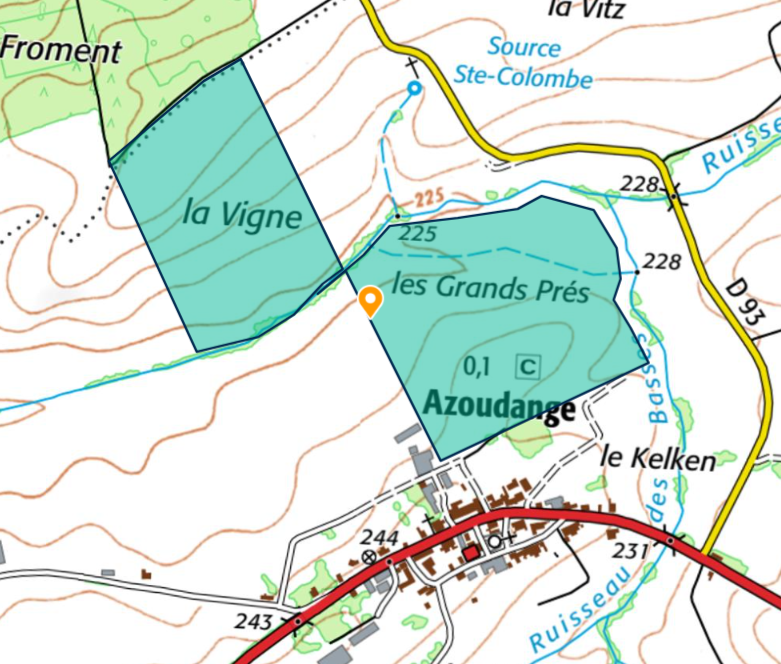 la Vitz
Froment
Source
Ste-Colombe
Ruisse
228
225
la Vigne
225
228
les Grands Prés
D 93
0,1 C
Azoudange
Basses
le Kelken
des
244
231
243
Ruisseau